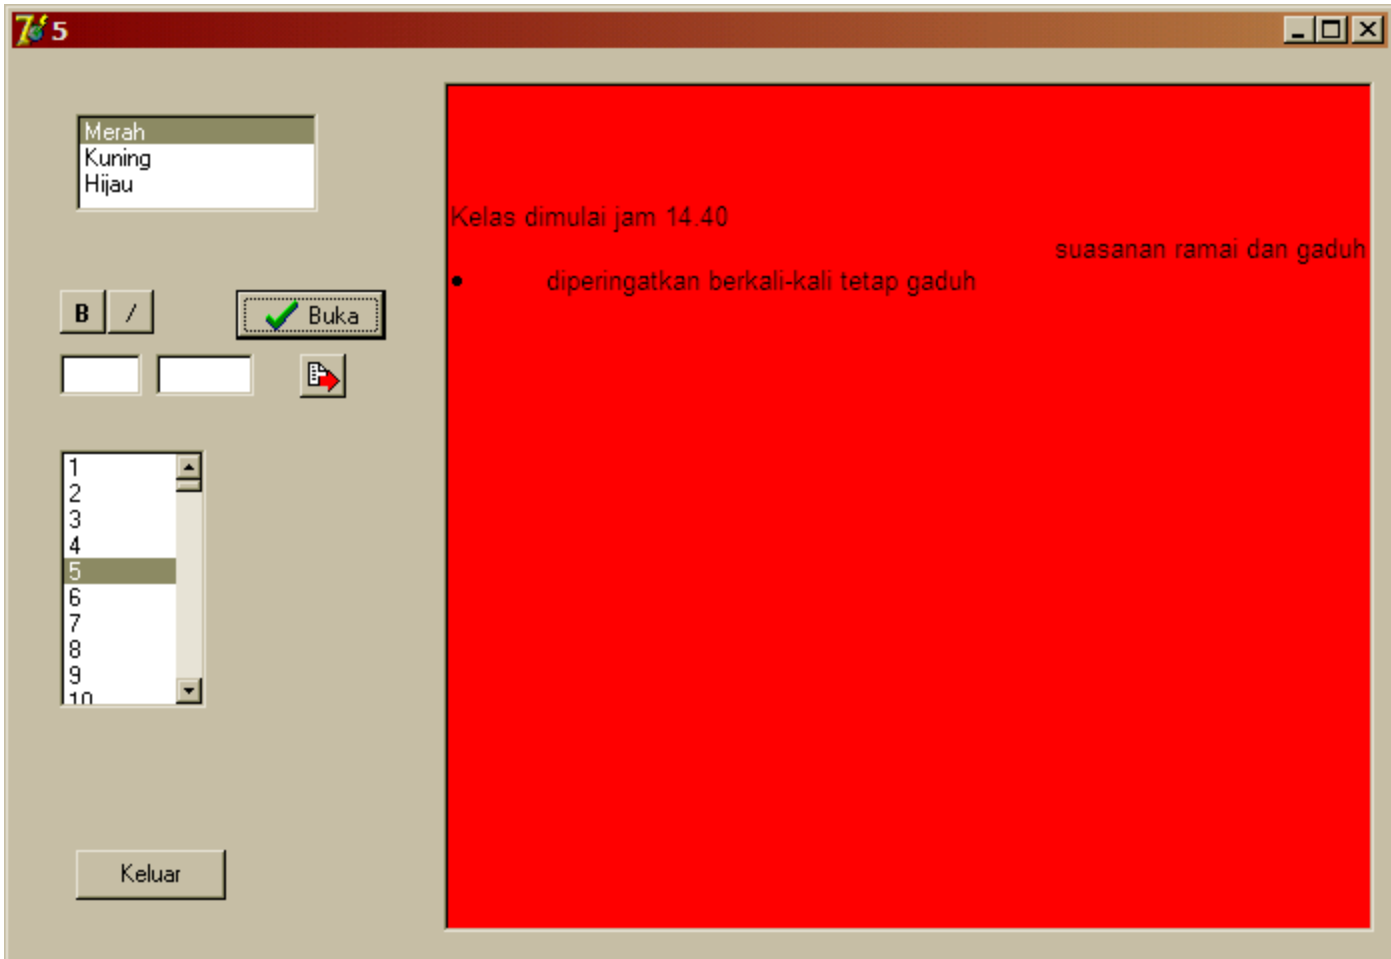 5
Merah
Kuning
Hijau
Kelas dimulai jam 14.40
suasanan ramai dan gaduh
• diperingatkan berkali-kali tetap gaduh
B / Buka
1
2
3
4
5
6
7
8
9
10
Keluar